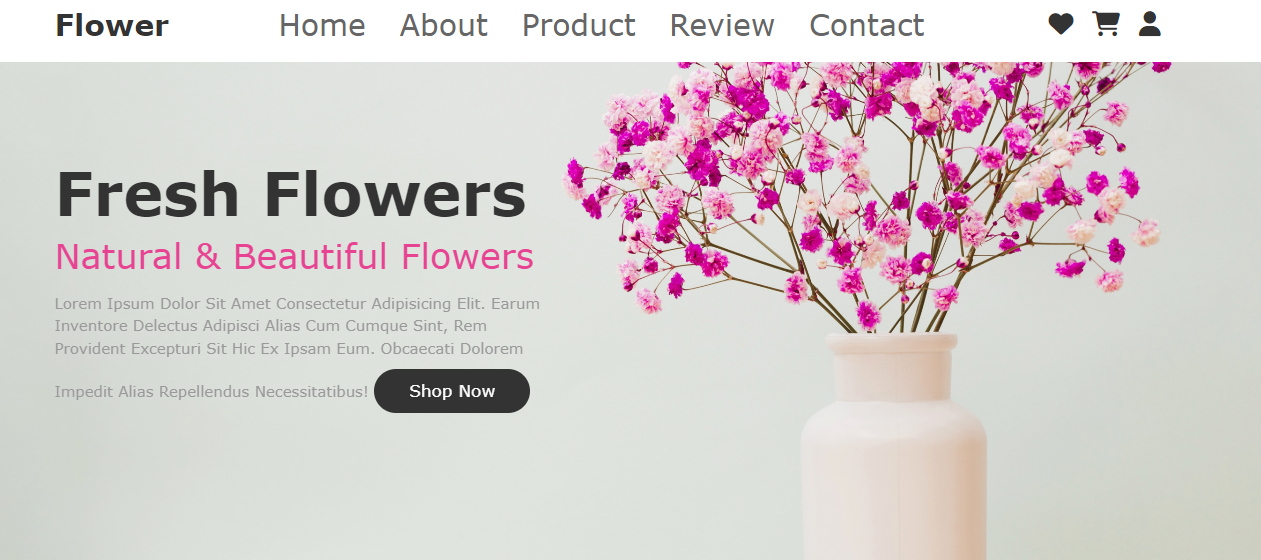 Flower Home About Product Review Contact
Fresh Flowers
Natural & Beautiful Flowers
Lorem Ipsum Dolor Sit Amet Consectetur Adipisicing Elit. Earum
Inventore Delectus Adipisci Alias Cum Cumque Sint, Rem
Provident Excepturi Sit Hic Ex Ipsam Eum. Obcaecati Dolorem
Impedit Alias Repellendus Necessitatibus! Shop Now